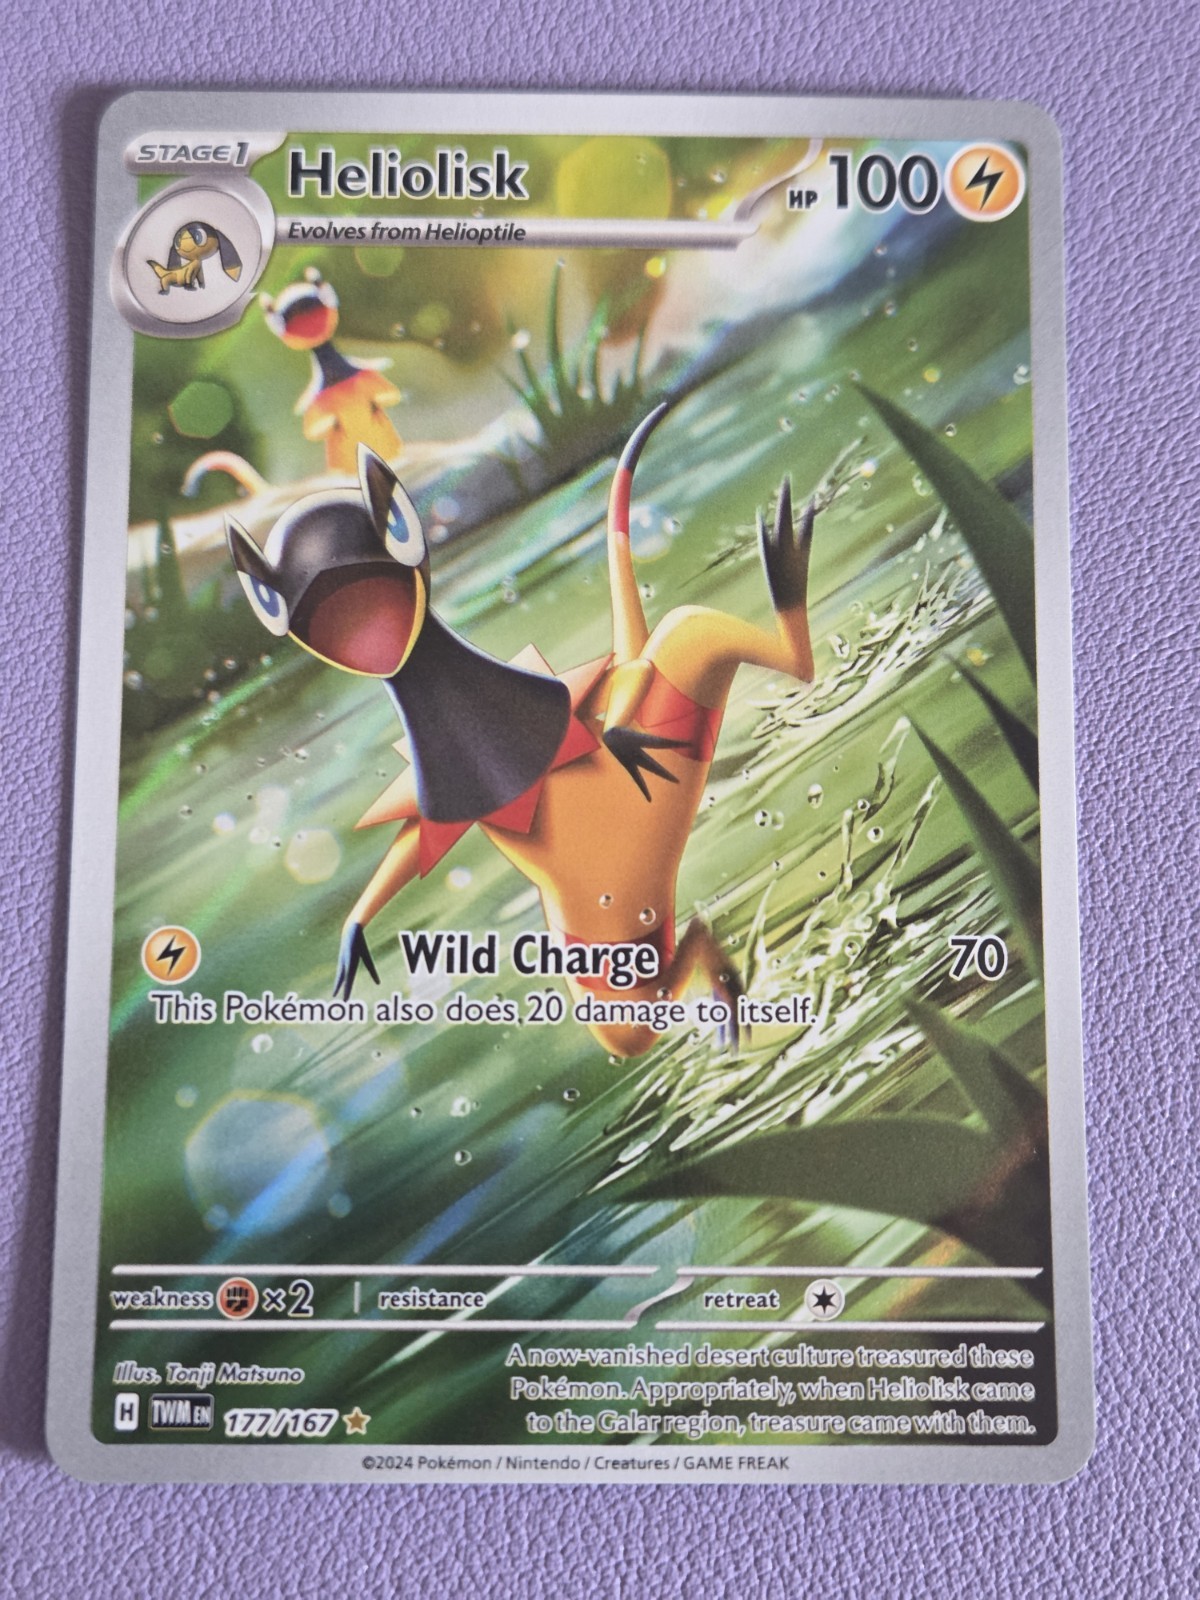 STAGE 1
Heliolisk
HP 100
Evolves from Helioptile
Wild Charge 70
This Pokémon also does 20 damage to itself.
weakness ×2 resistance retreat
Illus. Tonji Matsuno
A now-vanished desert culture treasured these
Pokémon. Appropriately, when Heliolisk came
to the Galar region, treasure came with them.
H TWM EN 177/167
©2024 Pokémon / Nintendo / Creatures / GAME FREAK